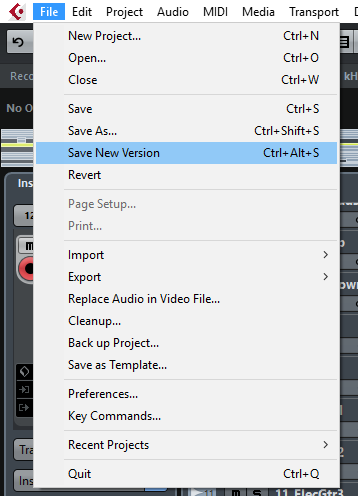 File Edit Project Audio MIDI Media Transport
New Project... Ctrl+N
Open... Ctrl+O
Close Ctrl+W
Reco kH
No O
Save Ctrl+S
Save As... Ctrl+Shift+S
Save New Version Ctrl+Alt+S
Revert
Ins
Page Setup...
12
Print...
m
Import
Export
Replace Audio in Video File...
Cleanup...
Back up Project...
Save as Template...
Preferences...
Key Commands...
Recent Projects
Tra
Quit Ctrl+Q
Ins
11 ElecGtr3